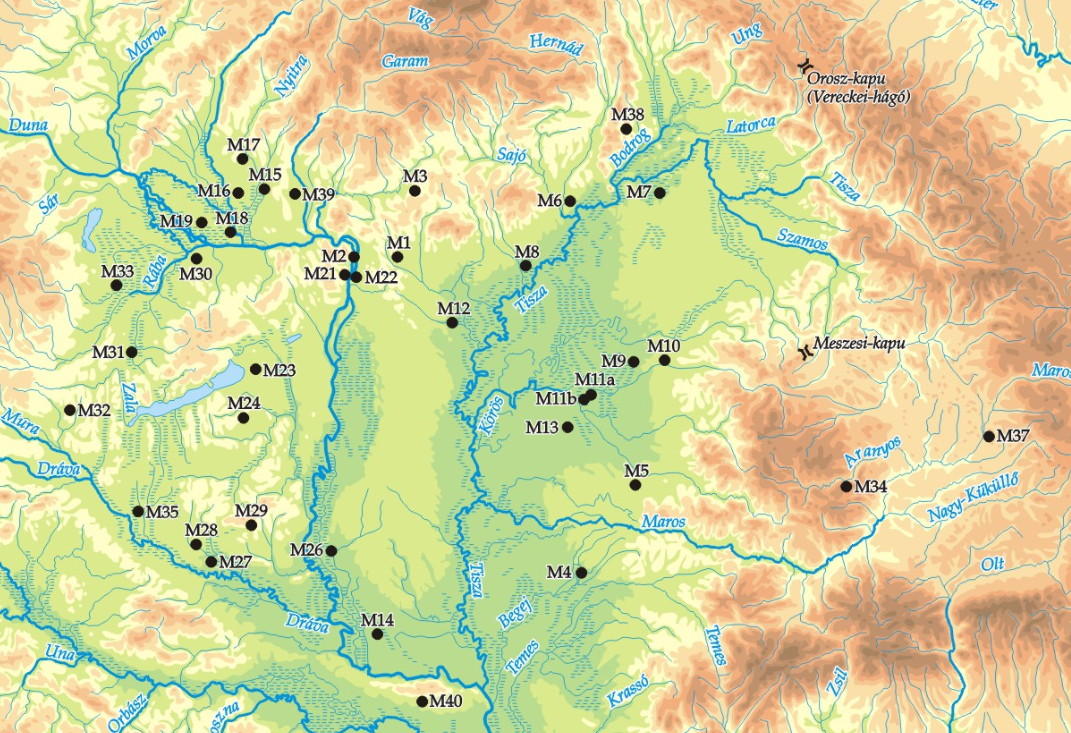 Vág
Morva
Hernád
Ung
Garam
Nyitra
Orosz-kapu
(Vereckei-hágó)
Duna
M38
Latorca
Bodrog
M17
Sajó
M15
M16
M39
M3
M6
M7
Tisza
Sár
M19
M18
Szamos
M1
M2
M8
M30
M21
M22
M33
Rába
Tisza
M12
Meszesi-kapu
M31
M9
M10
M23
M11a
Maros
Zala
M11b
M32
M24
Körös
M13
Mura
M37
Aranyos
Dráva
M5
M34
Nagy-Küküllő
M35
M29
Maros
M28
M26
M27
Olt
M4
Tisza
Begej
Dráva
M14
Temes
Temes
Una
Krassó
Zsil
M40
Orbász